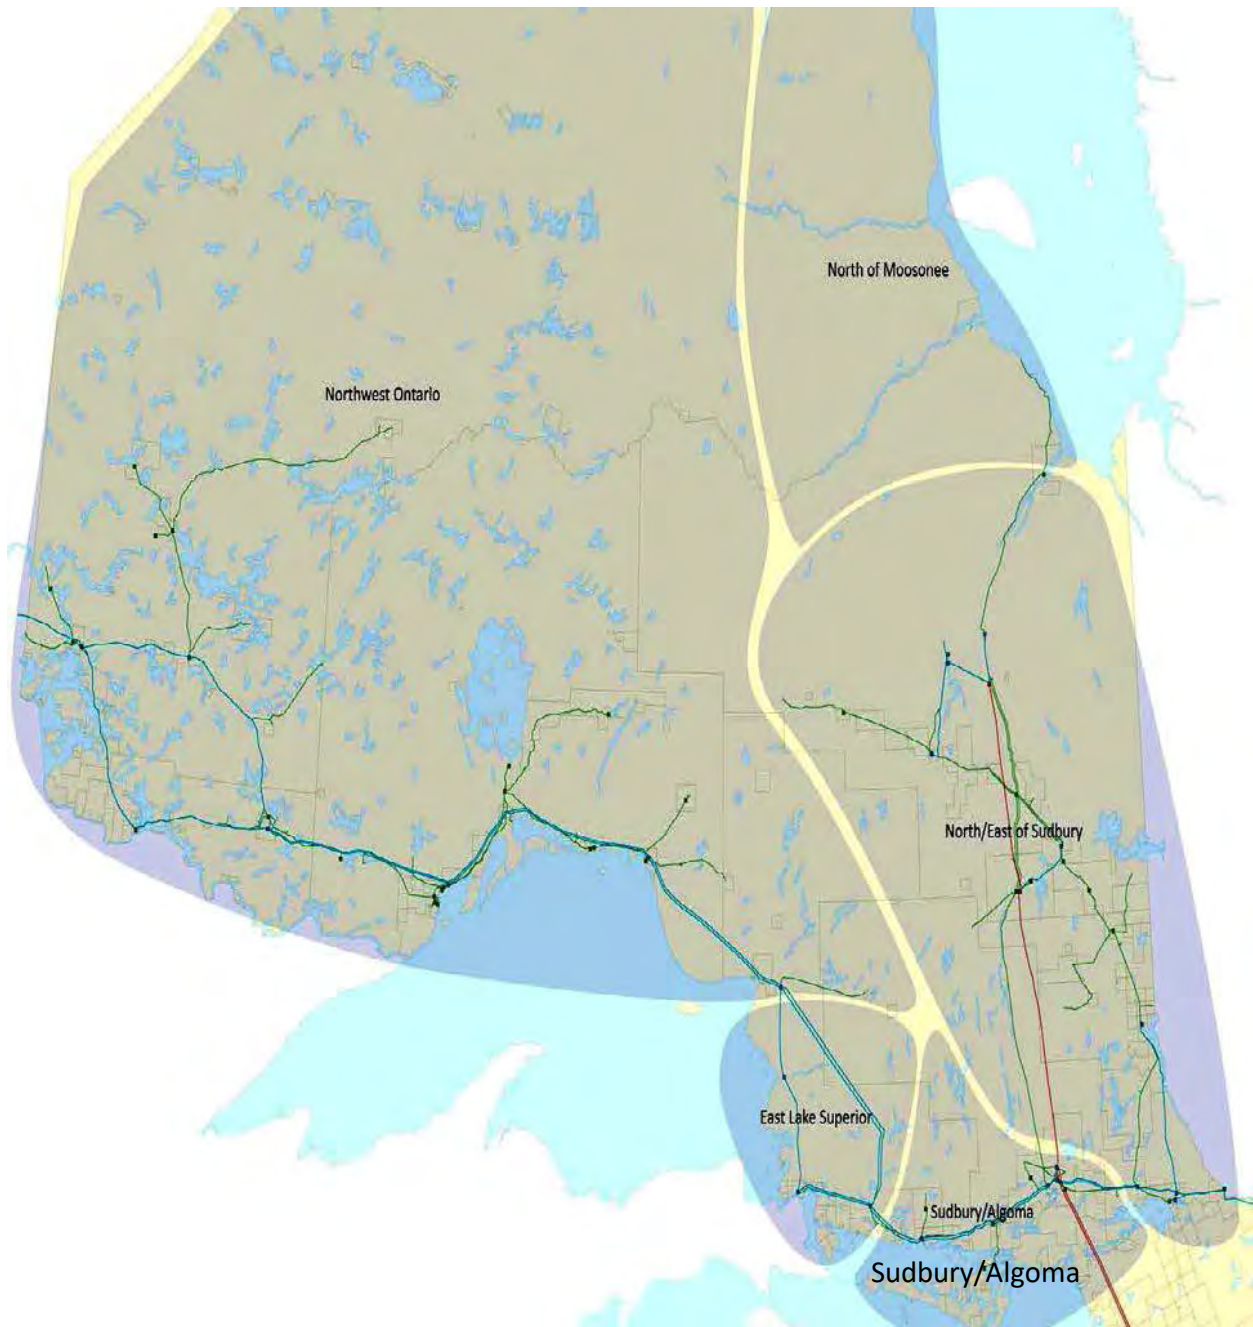 North of Moosonee
Northwest Ontario
North/East of Sudbury
East Lake Superior
Sudbury/Algoma
Sudbury/Algoma